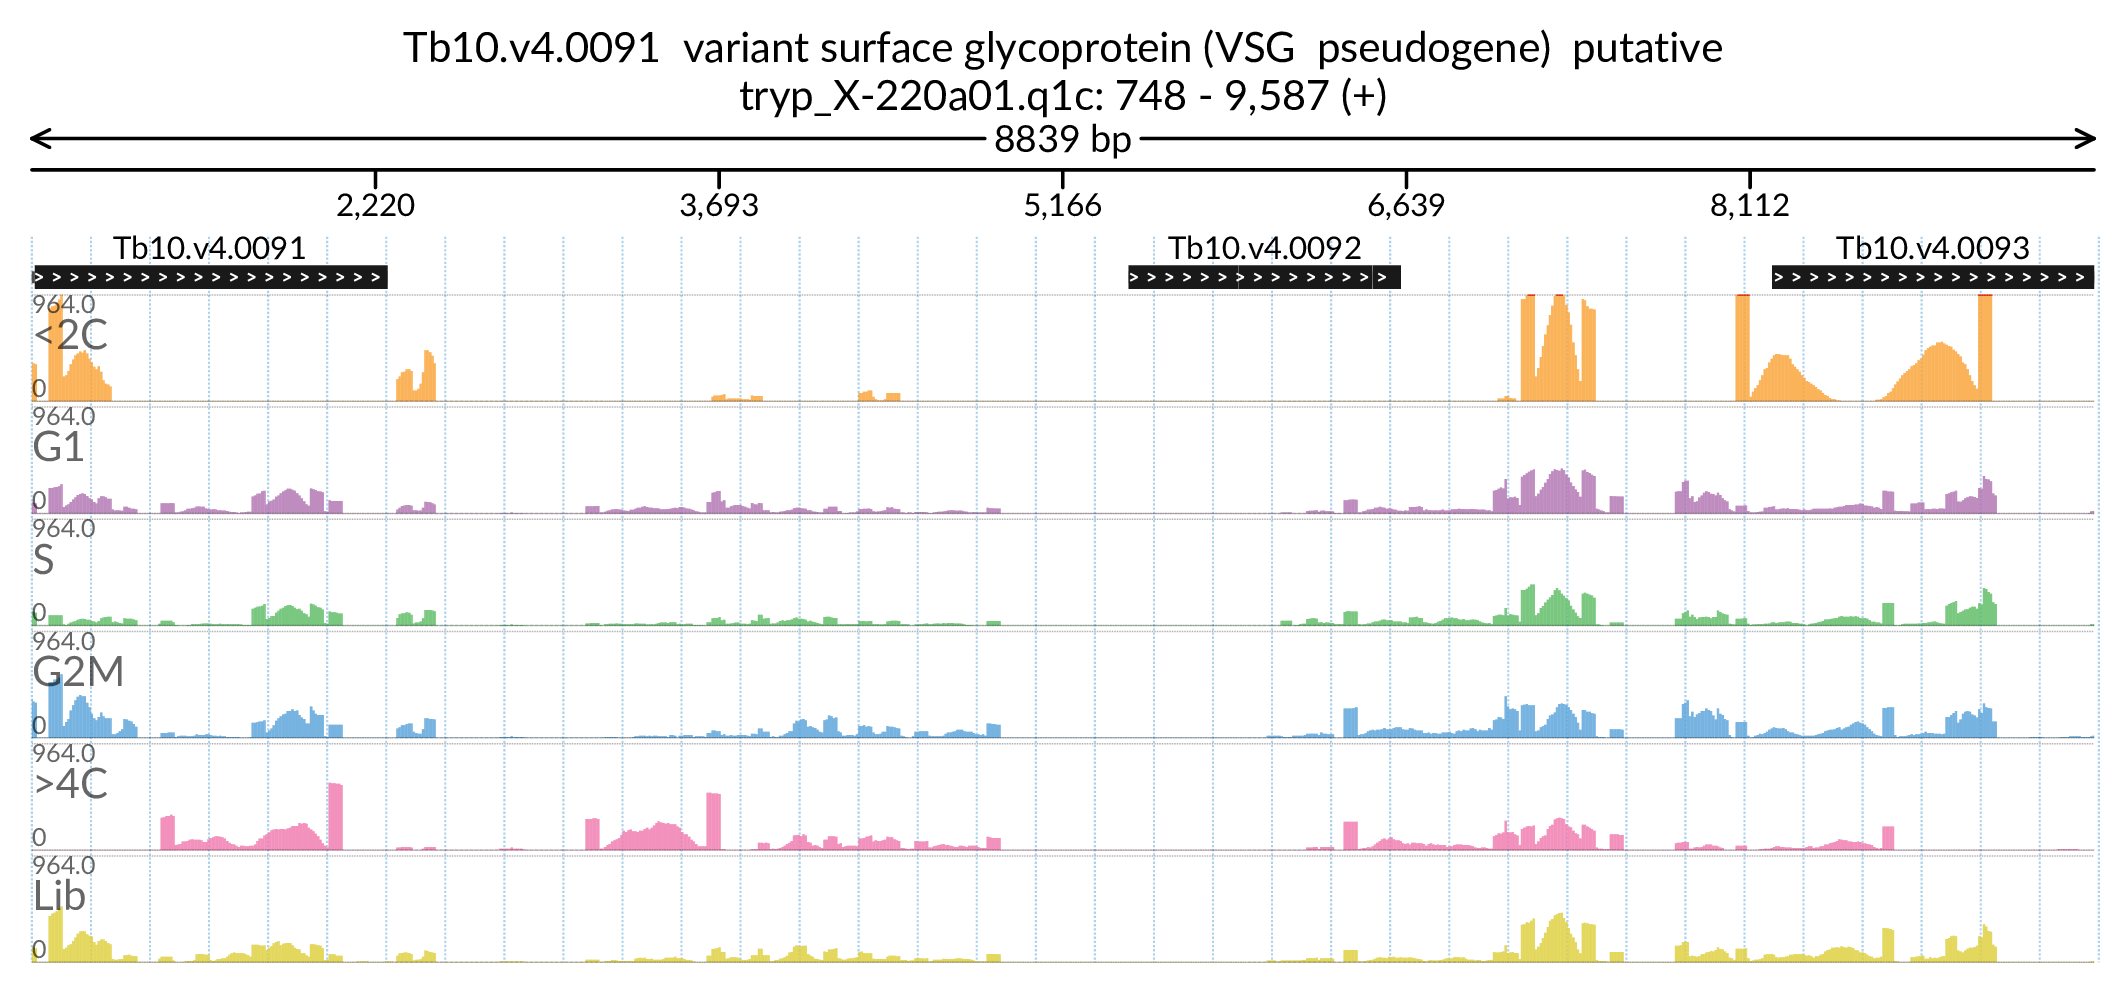 Tb10.v4.0091  variant surface glycoprotein (VSG  pseudogene)  putative
tryp_X-220a01.q1c: 748 - 9,587 (+)
8839 bp
2,220 3,693 5,166 6,639 8,112
Tb10.v4.0091 Tb10.v4.0092 Tb10.v4.0093
964.0
<2C
0
964.0
G1
0
964.0
S
0
964.0
G2M
0
964.0
>4C
0
964.0
Lib
0